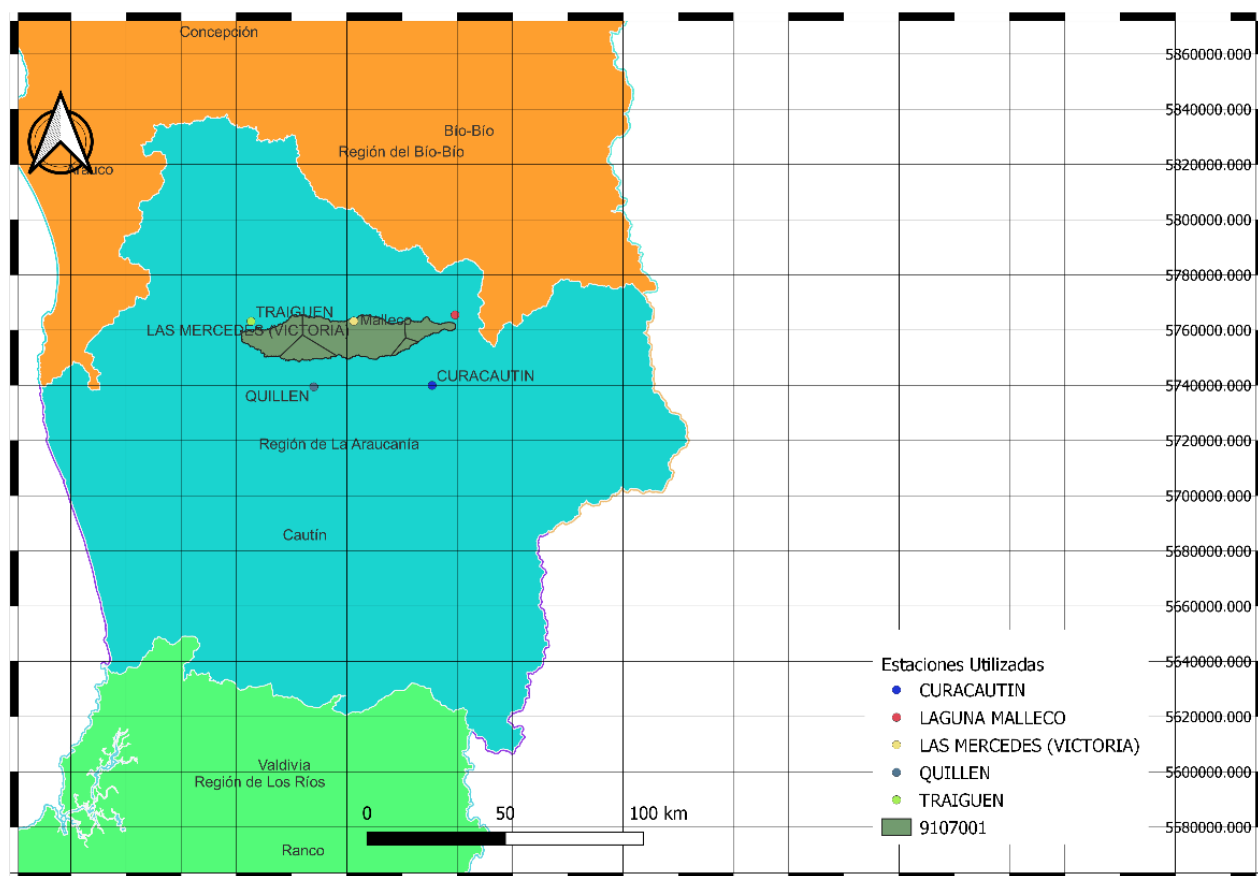 Concepción
5860000.000
5840000.000
Bío-Bío
Región del Bío-Bío
5820000.000
Arauco
5800000.000
5780000.000
TRAIGUEN
Malleco
LAS MERCEDES (VICTORIA)
5760000.000
CURACAUTIN
QUILLEN
5740000.000
Región de La Araucanía
5720000.000
5700000.000
Cautín
5680000.000
5660000.000
5640000.000
5620000.000
5600000.000
5580000.000
Valdivia
Región de Los Ríos
Ranco
0 50 100 km
Estaciones Utilizadas
CURACAUTIN
LAGUNA MALLECO
LAS MERCEDES (VICTORIA)
QUILLEN
TRAIGUEN
9107001